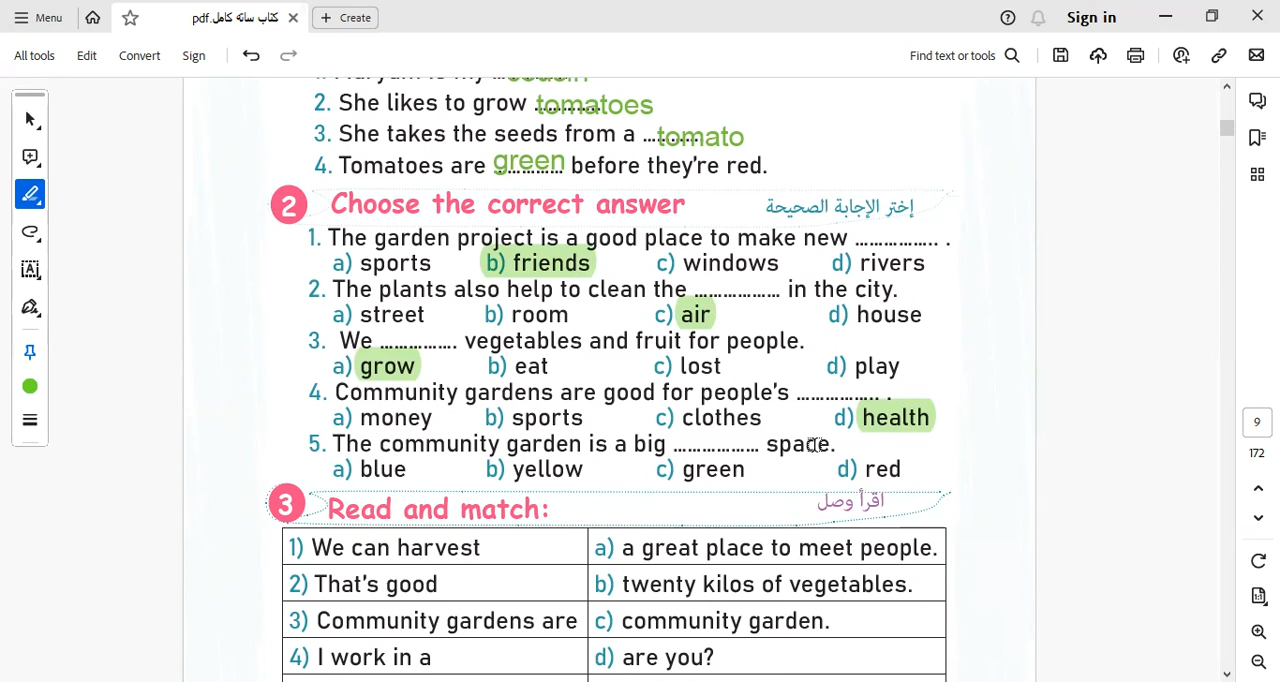 Menu
كتاب ساته كامل.pdf
Create
Sign in
All tools Edit Convert Sign
Find text or tools
2. She likes to grow ............ tomatoes
3. She takes the seeds from a .......... tomato
4. Tomatoes are green before they're red.
2 Choose the correct answer إختر الإجابة الصحيحة
1. The garden project is a good place to make new ................ .
a) sports b) friends c) windows d) rivers
2. The plants also help to clean the ................ in the city.
a) street b) room c) air d) house
3. We .............. vegetables and fruit for people.
a) grow b) eat c) lost d) play
4. Community gardens are good for people's ................ .
a) money b) sports c) clothes d) health
5. The community garden is a big ................ space.
a) blue b) yellow c) green d) red
3 Read and match: اقرأ وصل
1) We can harvest a) a great place to meet people.
2) That's good b) twenty kilos of vegetables.
3) Community gardens are c) community garden.
4) I work in a d) are you?
9
172